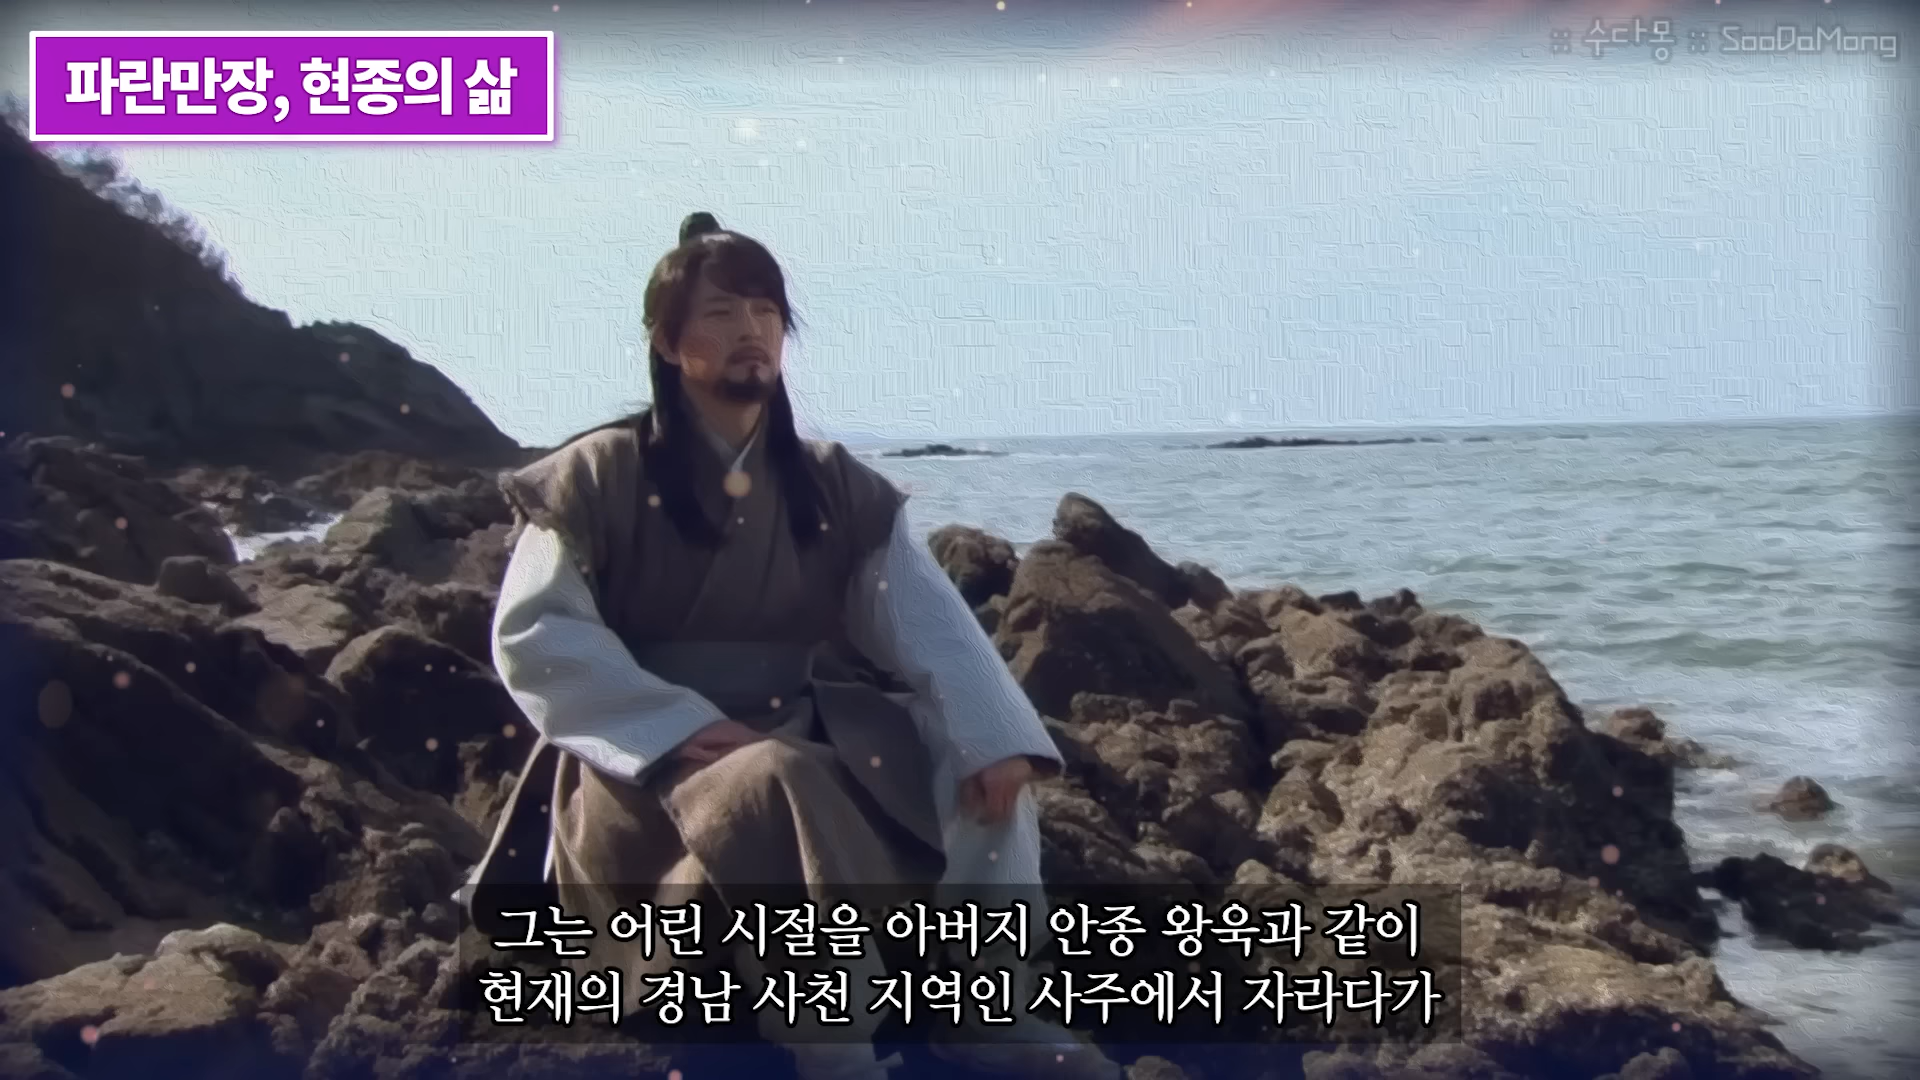 파란만장, 현종의 삶
:: 수다몽 :: SooDaMong
그는 어린 시절을 아버지 안종 왕욱과 같이
현재의 경남 사천 지역인 사주에서 자라다가